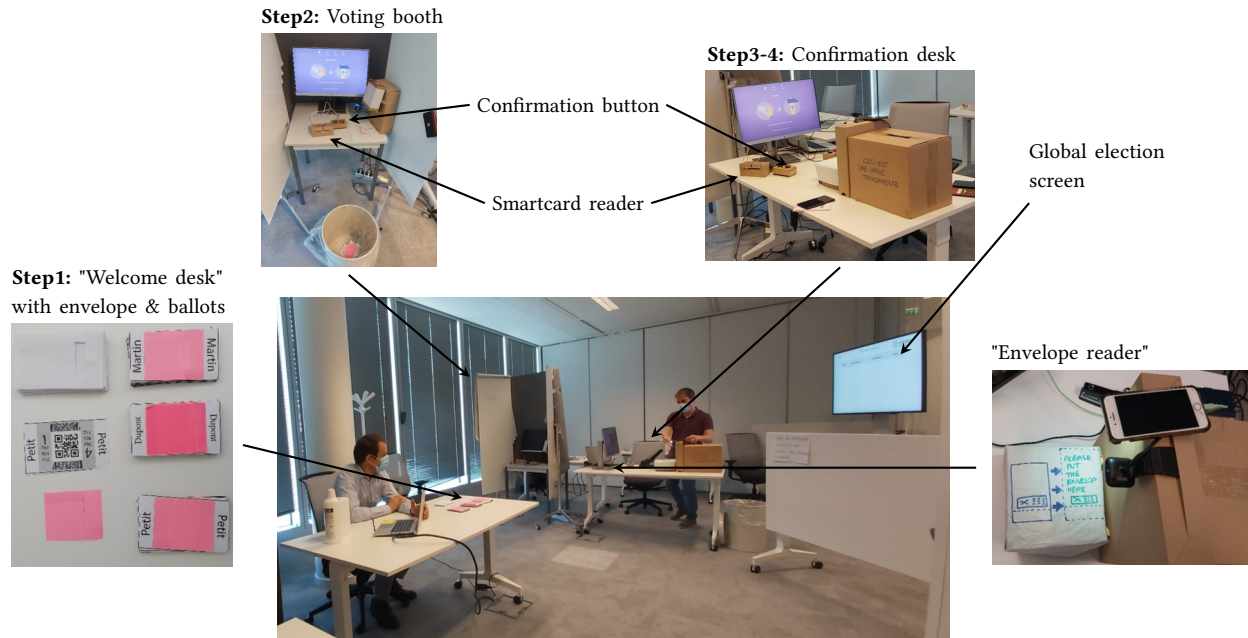 Step2: Voting booth
Step3-4: Confirmation desk
Confirmation button
Smartcard reader
Global election
screen
Step1: "Welcome desk"
with envelope & ballots
"Envelope reader"
CECI EST
UNE URNE
TRANSPARENTE
Martin
Martin
Petit
1
4
Petit
Dupont
Dupont
Petit
Petit
PLEASE
PUT
THE
ENVELOP
HERE